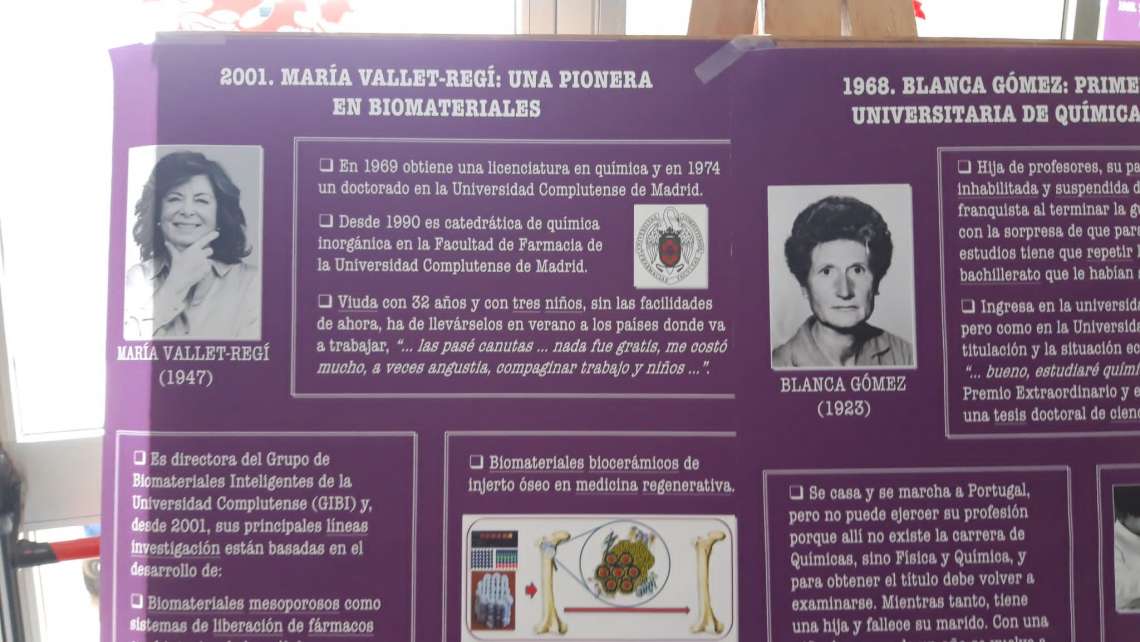 2001. MARÍA VALLET-REGÍ: UNA PIONERA
EN BIOMATERIALES
MARÍA VALLET-REGÍ
(1947)
❑ En 1969 obtiene una licenciatura en química y en 1974
un doctorado en la Universidad Complutense de Madrid.
❑ Desde 1990 es catedrática de química
inorgánica en la Facultad de Farmacia de
la Universidad Complutense de Madrid.
❑ Viuda con 32 años y con tres niños, sin las facilidades
de ahora, ha de llevárselos en verano a los países donde va
a trabajar, “... las pasé canutas ... nada fue gratis, me costó
mucho, a veces angustia, compaginar trabajo y niños ...”.
❑ Es directora del Grupo de
Biomateriales Inteligentes de la
Universidad Complutense (GIBI) y,
desde 2001, sus principales líneas
investigación están basadas en el
desarrollo de:
❑ Biomateriales mesoporosos como
sistemas de liberación de fármacos
❑ Biomateriales biocerámicos de
injerto óseo en medicina regenerativa.
1968. BLANCA GÓMEZ: PRIME
UNIVERSITARIA DE QUÍMICA
BLANCA GÓMEZ
(1923)
❑ Hija de profesores, su pa
inhabilitada y suspendida d
franquista al terminar la g
con la sorpresa de que par
estudios tiene que repetir
bachillerato que le habían
❑ Ingresa en la universida
pero como en la Universid
titulación y la situación ec
“... bueno, estudiaré quími
Premio Extraordinario y e
una tesis doctoral de cienc
❑ Se casa y se marcha a Portugal,
pero no puede ejercer su profesión
porque allí no existe la carrera de
Químicas, sino Física y Química, y
para obtener el título debe volver a
examinarse. Mientras tanto, tiene
una hija y fallece su marido. Con una